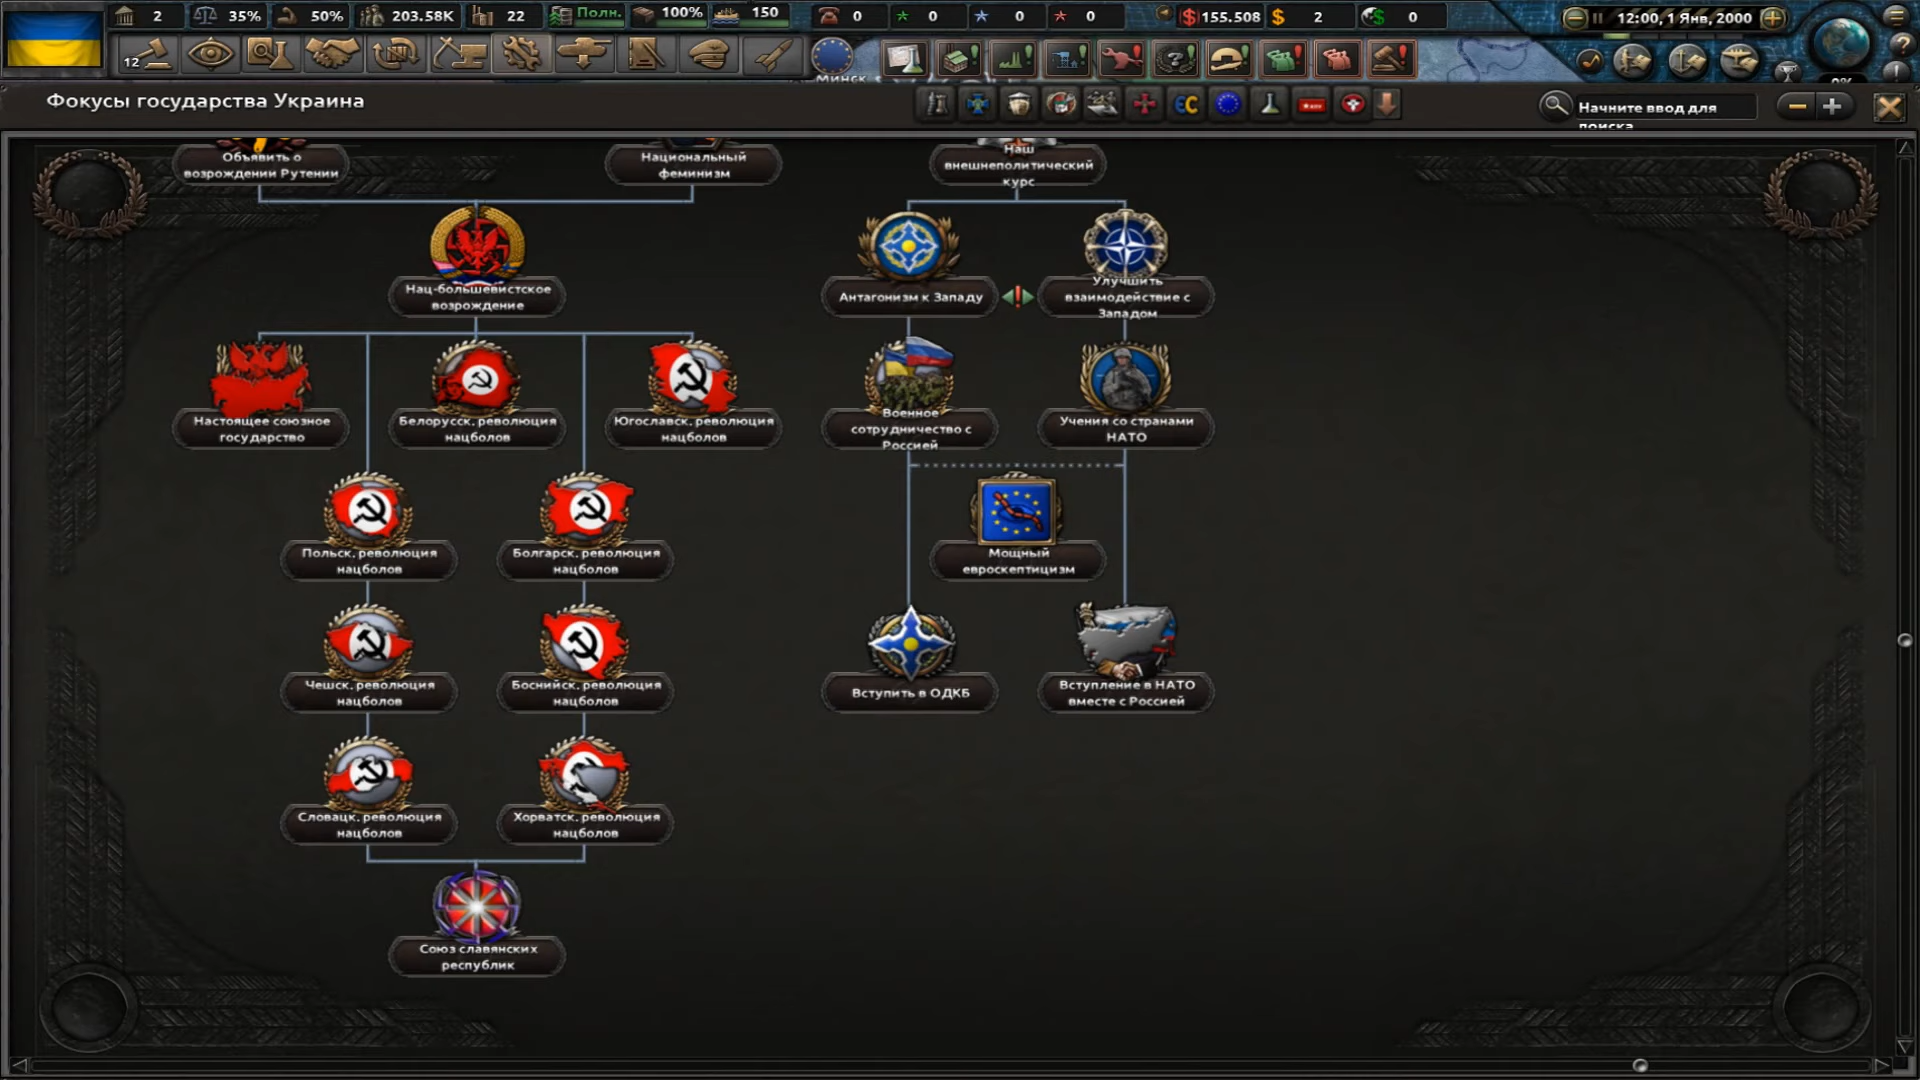 2
35%
50%
203.58K
22
Полн.
100%
150
0
0
0
0
155.508
2
0
12:00, 1 Янв, 2000
12
Минск
0%
Фокусы государства Украина
ЕС
Начните ввод для
поиска
Объявить о
возрождении Рутении
Национальный
феминизм
Наш
внешнеполитический
курс
Нац-большевистское
возрождение
Антагонизм к Западу
Улучшить
взаимодействие с
Западом
Настоящее союзное
государство
Белорусск. революция
нацболов
Югославск. революция
нацболов
Военное
сотрудничество с
Россией
Учения со странами
НАТО
Польск. революция
нацболов
Болгарск. революция
нацболов
Мощный
евроскептицизм
Чешск. революция
нацболов
Боснийск. революция
нацболов
Вступить в ОДКБ
Вступление в НАТО
вместе с Россией
Словацк. революция
нацболов
Хорватск. революция
нацболов
Союз славянских
республик